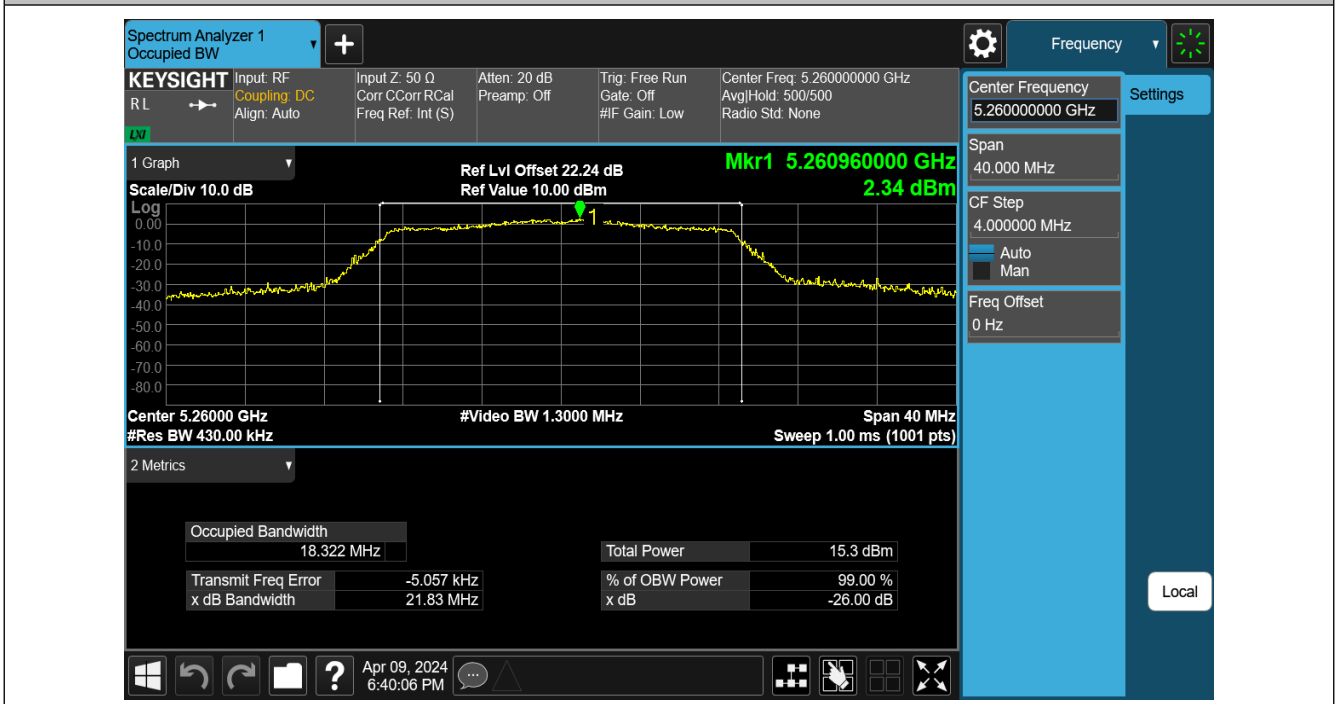 Spectrum Analyzer 1
Occupied BW
▼
+
Frequency
▼
KEYSIGHT
R L
LXI
Input: RF
Coupling: DC
Align: Auto
Input Z: 50 Ω
Corr CCorr RCal
Freq Ref: Int (S)
Atten: 20 dB
Preamp: Off
Trig: Free Run
Gate: Off
#IF Gain: Low
Center Freq: 5.260000000 GHz
Avg|Hold: 500/500
Radio Std: None
1 Graph
▼
Scale/Div 10.0 dB
Ref Lvl Offset 22.24 dB
Ref Value 10.00 dBm
Mkr1 5.260960000 GHz
2.34 dBm
Log
0.00
-10.0
-20.0
-30.0
-40.0
-50.0
-60.0
-70.0
-80.0
1
Center 5.26000 GHz
#Res BW 430.00 kHz
#Video BW 1.3000 MHz
Span 40 MHz
Sweep 1.00 ms (1001 pts)
2 Metrics
▼
Occupied Bandwidth
18.322 MHz
Transmit Freq Error -5.057 kHz
x dB Bandwidth 21.83 MHz
Total Power 15.3 dBm
% of OBW Power 99.00 %
x dB -26.00 dB
Center Frequency
5.260000000 GHz
Span
40.000 MHz
CF Step
4.000000 MHz
Auto
Man
Freq Offset
0 Hz
Settings
Local
?
Apr 09, 2024
6:40:06 PM